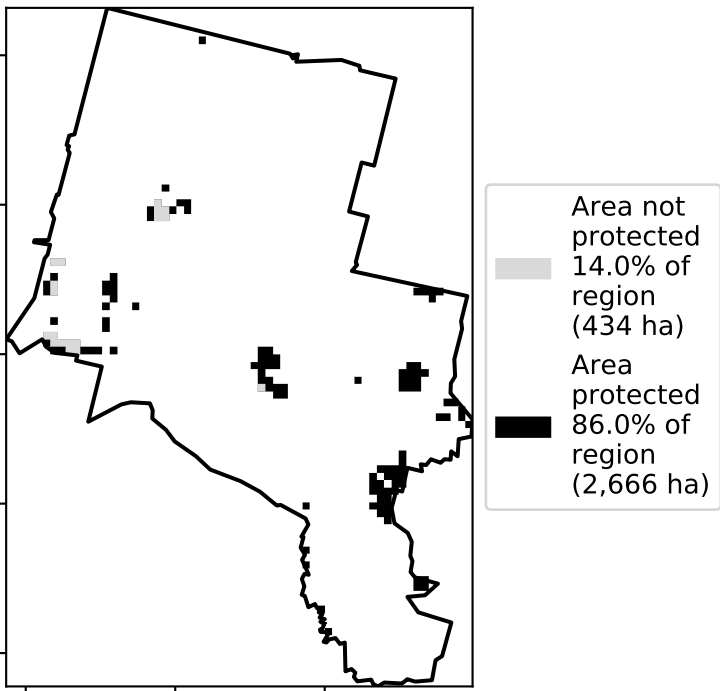 Area not
protected
14.0% of
region
(434 ha)
Area
protected
86.0% of
region
(2,666 ha)